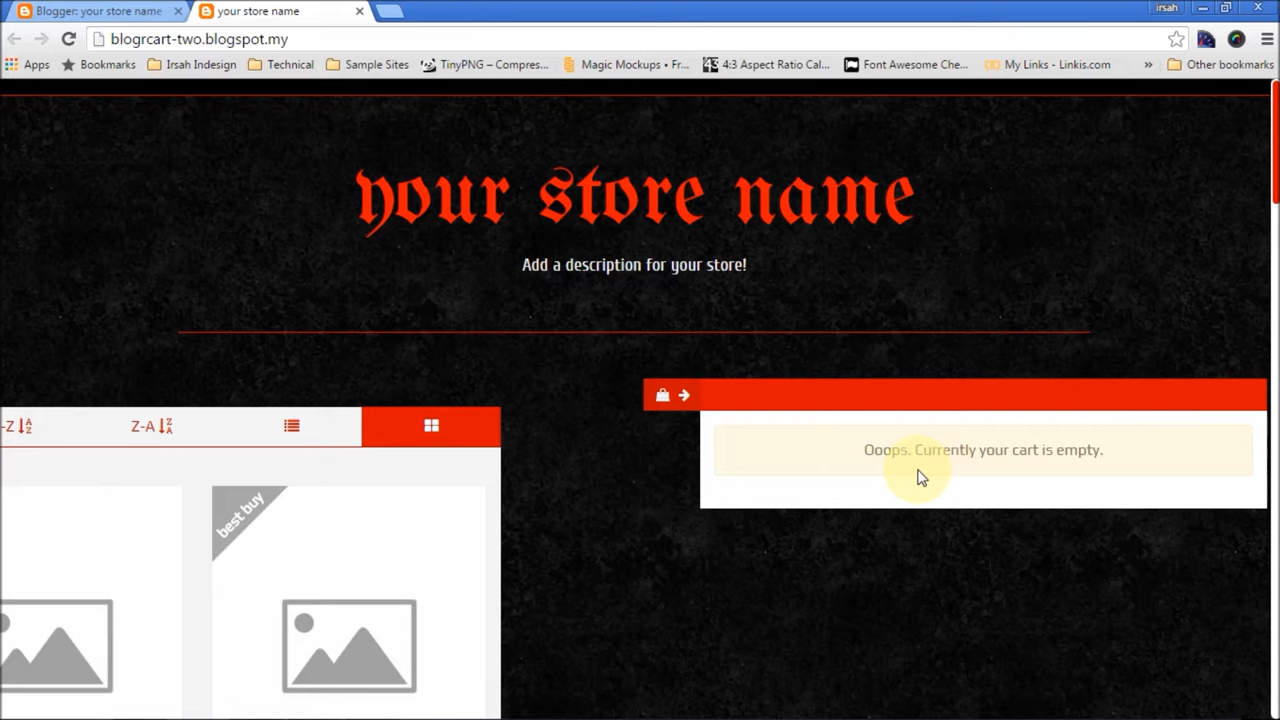 Blogger: your store name
your store name
irsah
blogrcart-two.blogspot.my
Apps
Bookmarks
Irsah Indesign
Technical
Sample Sites
TinyPNG – Compres...
Magic Mockups • Fr...
43
4:3 Aspect Ratio Cal...
Font Awesome Che...
My Links - Linkis.com
»
Other bookmarks
your store name
Add a description for your store!
-Z
Z-A
Ooops. Currently your cart is empty.
best buy